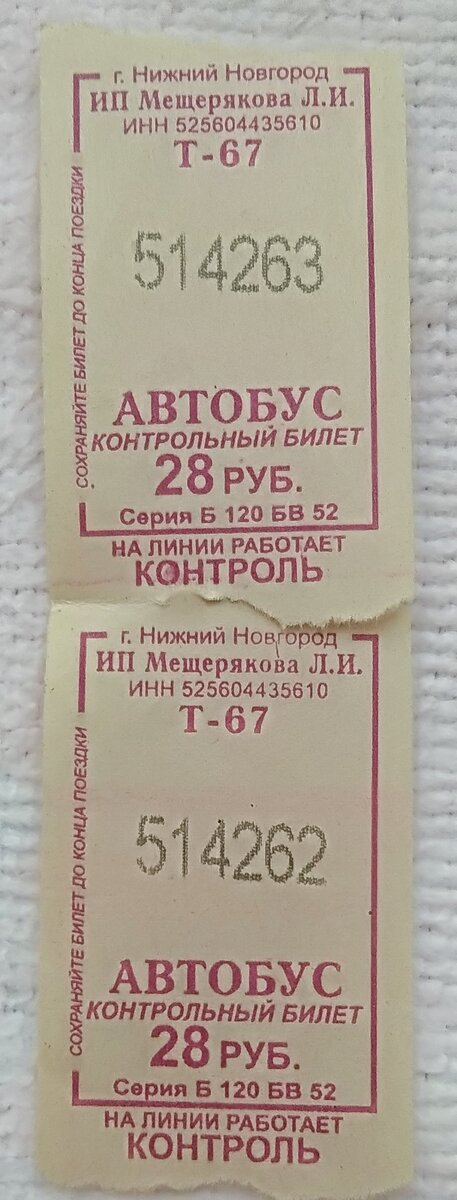 г. Нижний Новгород
ИП Мещерякова Л.И.
ИНН 525604435610
Т-67
СОХРАНЯЙТЕ БИЛЕТ ДО КОНЦА ПОЕЗДКИ
514263
АВТОБУС
КОНТРОЛЬНЫЙ БИЛЕТ
28 РУБ.
Серия Б 120 БВ 52
НА ЛИНИИ РАБОТАЕТ
КОНТРОЛЬ
г. Нижний Новгород
ИП Мещерякова Л.И.
ИНН 525604435610
Т-67
СОХРАНЯЙТЕ БИЛЕТ ДО КОНЦА ПОЕЗДКИ
514262
АВТОБУС
КОНТРОЛЬНЫЙ БИЛЕТ
28 РУБ.
Серия Б 120 БВ 52
НА ЛИНИИ РАБОТАЕТ
КОНТРОЛЬ